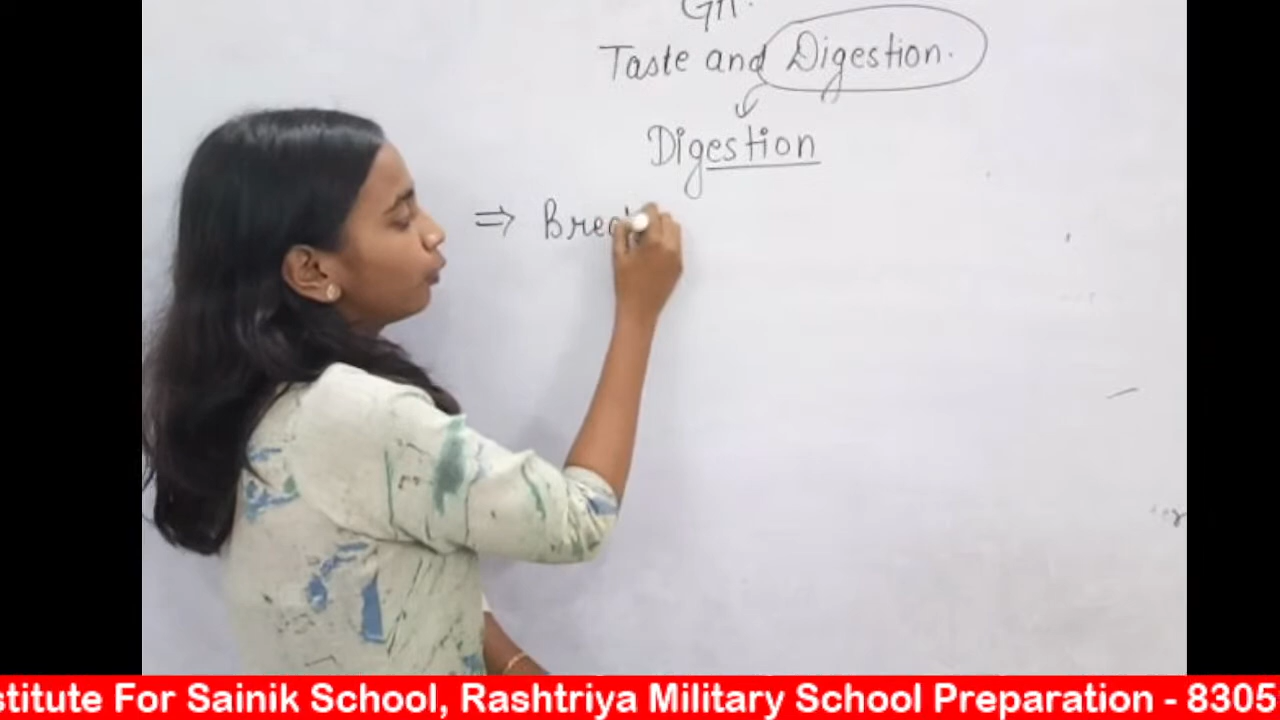 Taste and Digestion.
Digestion
⇒ Brea
stitute For Sainik School, Rashtriya Military School Preparation - 8305